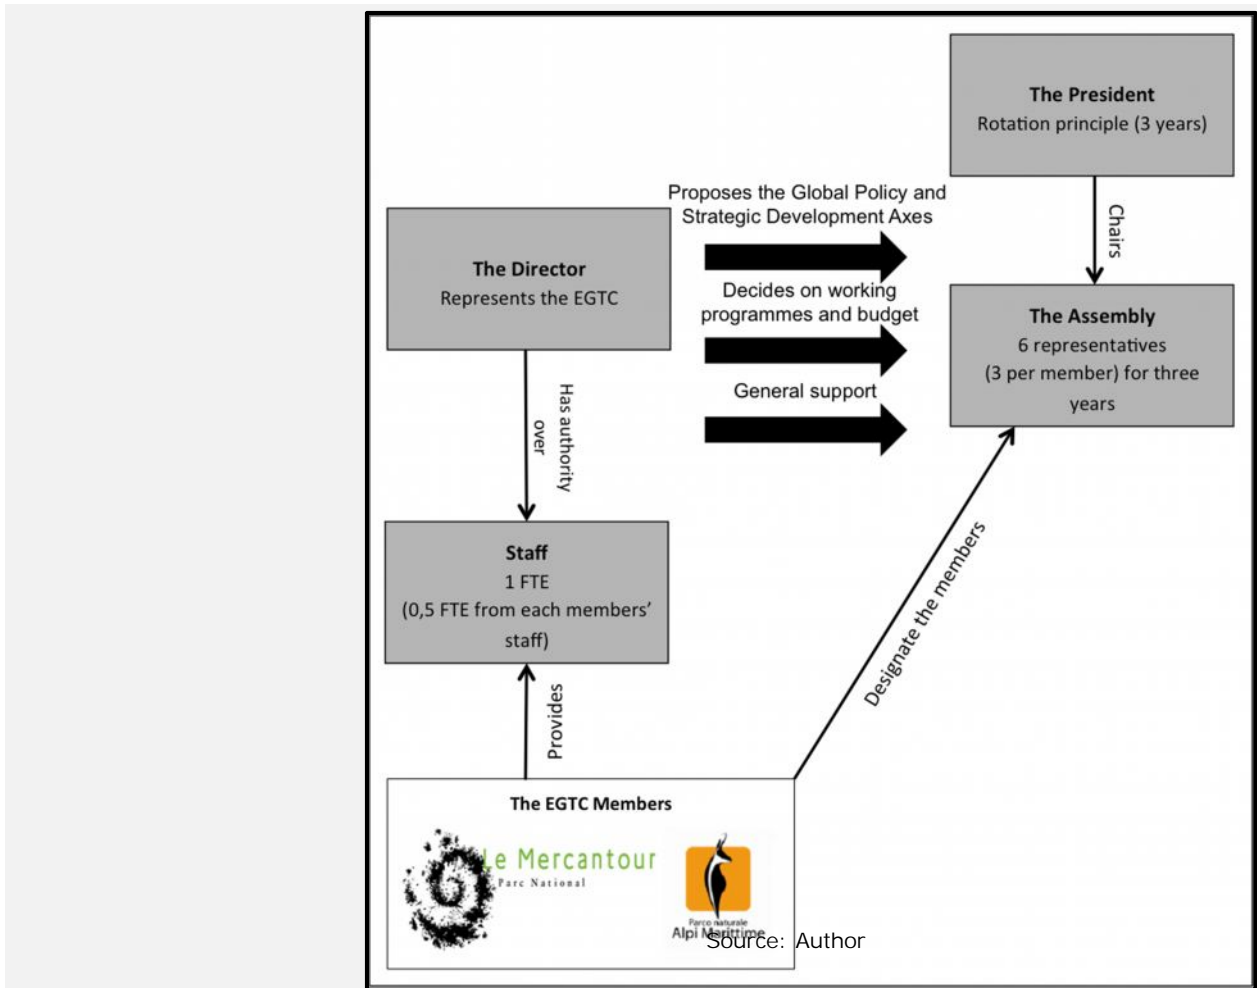 The President
Rotation principle (3 years)
Proposes the Global Policy and
Strategic Development Axes
Chairs
The Director
Represents the EGTC
Decides on working
programmes and budget
The Assembly
6 representatives
(3 per member) for three
years
General support
Has authority
over
Staff
1 FTE
(0,5 FTE from each members'
staff)
Designate the members
Provides
The EGTC Members
Le Mercantour
Parc National
Parco naturale
Alpi Marittime
Source: Author